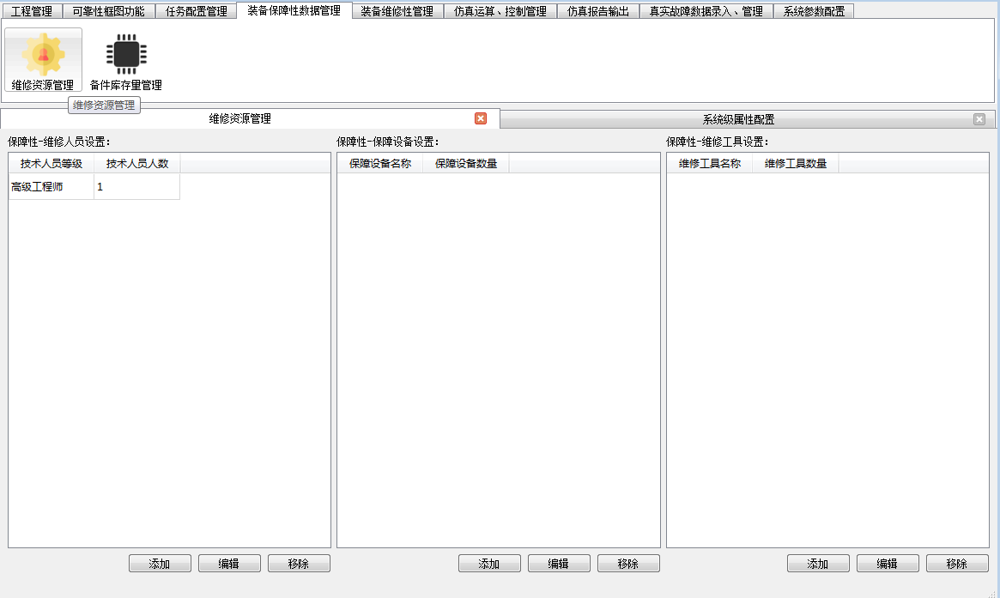 工程管理 可靠性框图功能 任务配置管理 装备保障性数据管理 装备维修性管理 仿真运算、控制管理 仿真报告输出 真实故障数据录入、管理 系统参数配置
维修资源管理 备件库存量管理
维修资源管理
维修资源管理 系统级属性配置
保障性-维修人员设置： 保障性-保障设备设置： 保障性-维修工具设置：
技术人员等级 技术人员人数 保障设备名称 保障设备数量 维修工具名称 维修工具数量
高级工程师 1
添加 编辑 移除 添加 编辑 移除 添加 编辑 移除